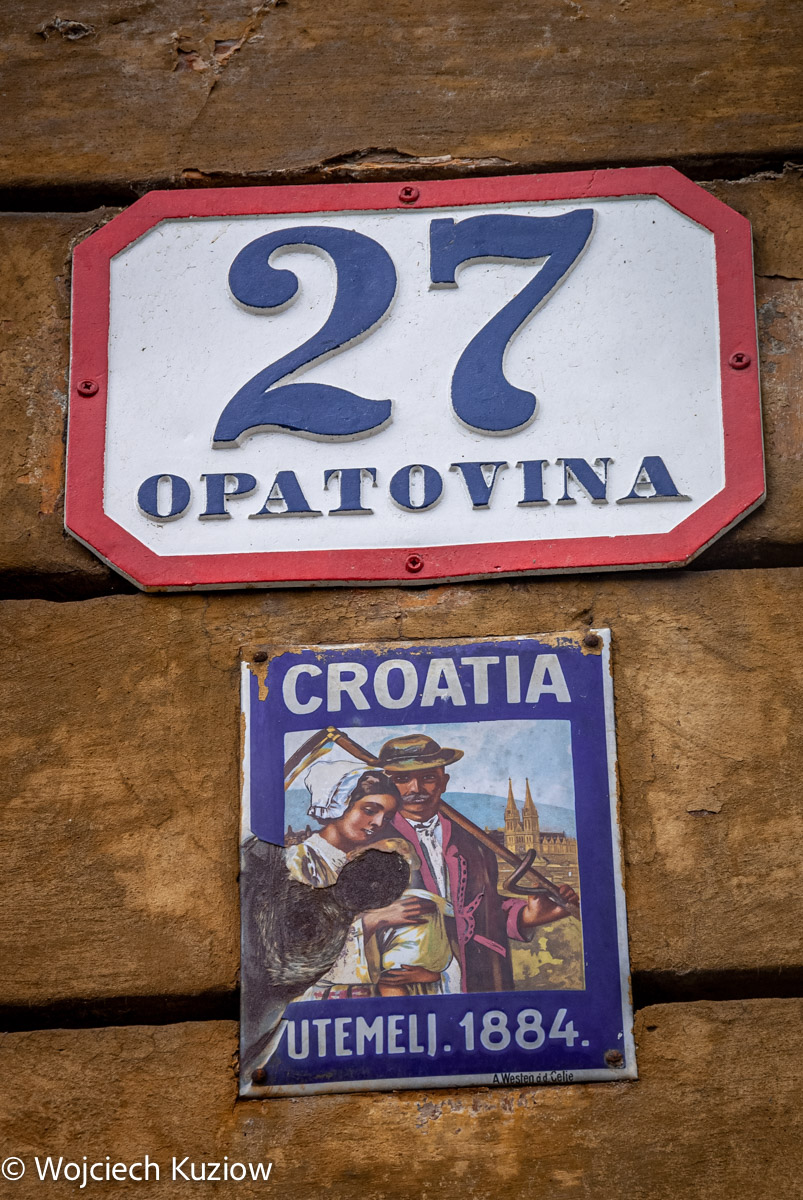 27
OPATOVINA
CROATIA
UTEMELJ. 1884.
A. Westen d.d. Celje
© Wojciech Kuziow